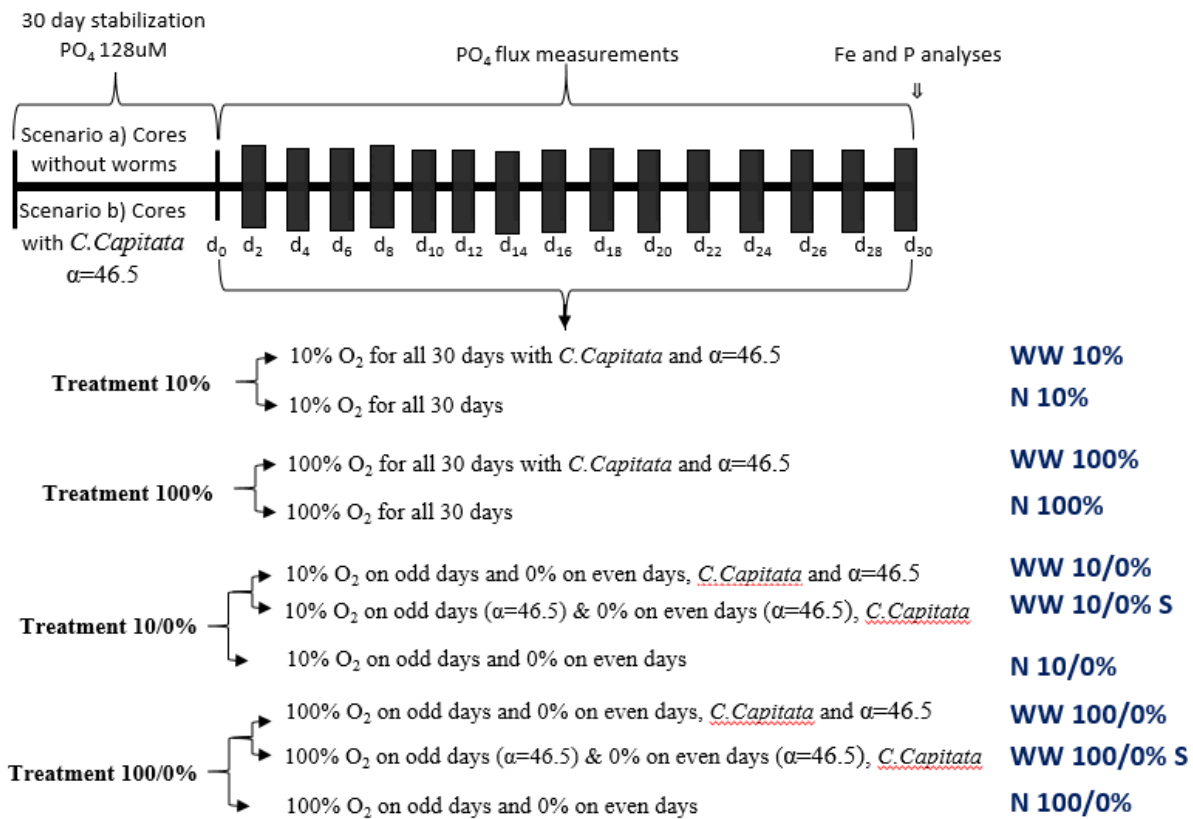 30 day stabilization
PO₄ 128uM
PO₄ flux measurements
Fe and P analyses
⇓
Scenario a) Cores
without worms
Scenario b) Cores
with C.Capitata
α=46.5
d₀ d₂ d₄ d₆ d₈ d₁₀ d₁₂ d₁₄ d₁₆ d₁₈ d₂₀ d₂₂ d₂₄ d₂₆ d₂₈ d₃₀
Treatment 10%
10% O₂ for all 30 days with C.Capitata and α=46.5 WW 10%
10% O₂ for all 30 days N 10%
Treatment 100%
100% O₂ for all 30 days with C.Capitata and α=46.5 WW 100%
100% O₂ for all 30 days N 100%
Treatment 10/0%
10% O₂ on odd days and 0% on even days, C.Capitata and α=46.5 WW 10/0%
10% O₂ on odd days (α=46.5) & 0% on even days (α=46.5), C.Capitata WW 10/0% S
10% O₂ on odd days and 0% on even days N 10/0%
Treatment 100/0%
100% O₂ on odd days and 0% on even days, C.Capitata and α=46.5 WW 100/0%
100% O₂ on odd days (α=46.5) & 0% on even days (α=46.5), C.Capitata WW 100/0% S
100% O₂ on odd days and 0% on even days N 100/0%